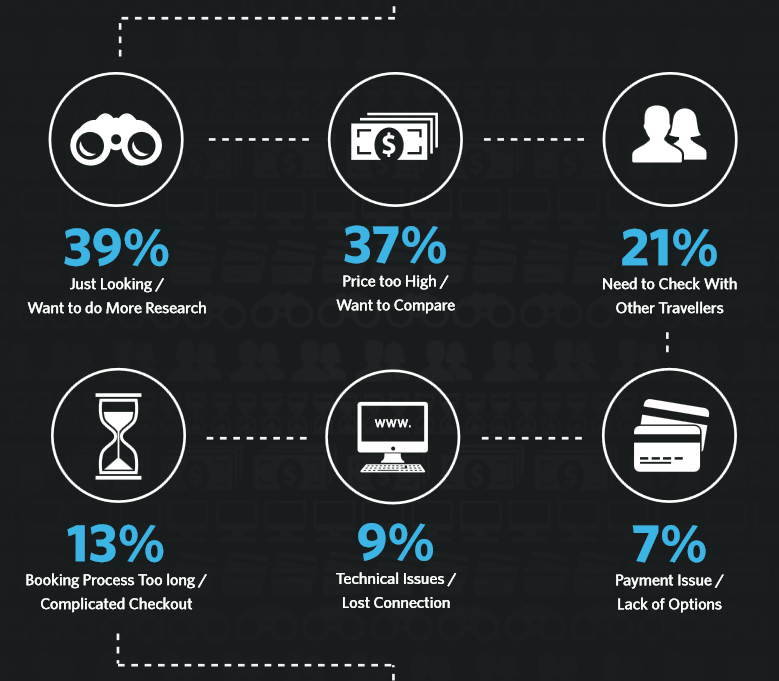 39%
Just Looking /
Want to do More Research
37%
Price too High /
Want to Compare
21%
Need to Check With
Other Travellers
13%
Booking Process Too long /
Complicated Checkout
www.
9%
Technical Issues /
Lost Connection
7%
Payment Issue /
Lack of Options